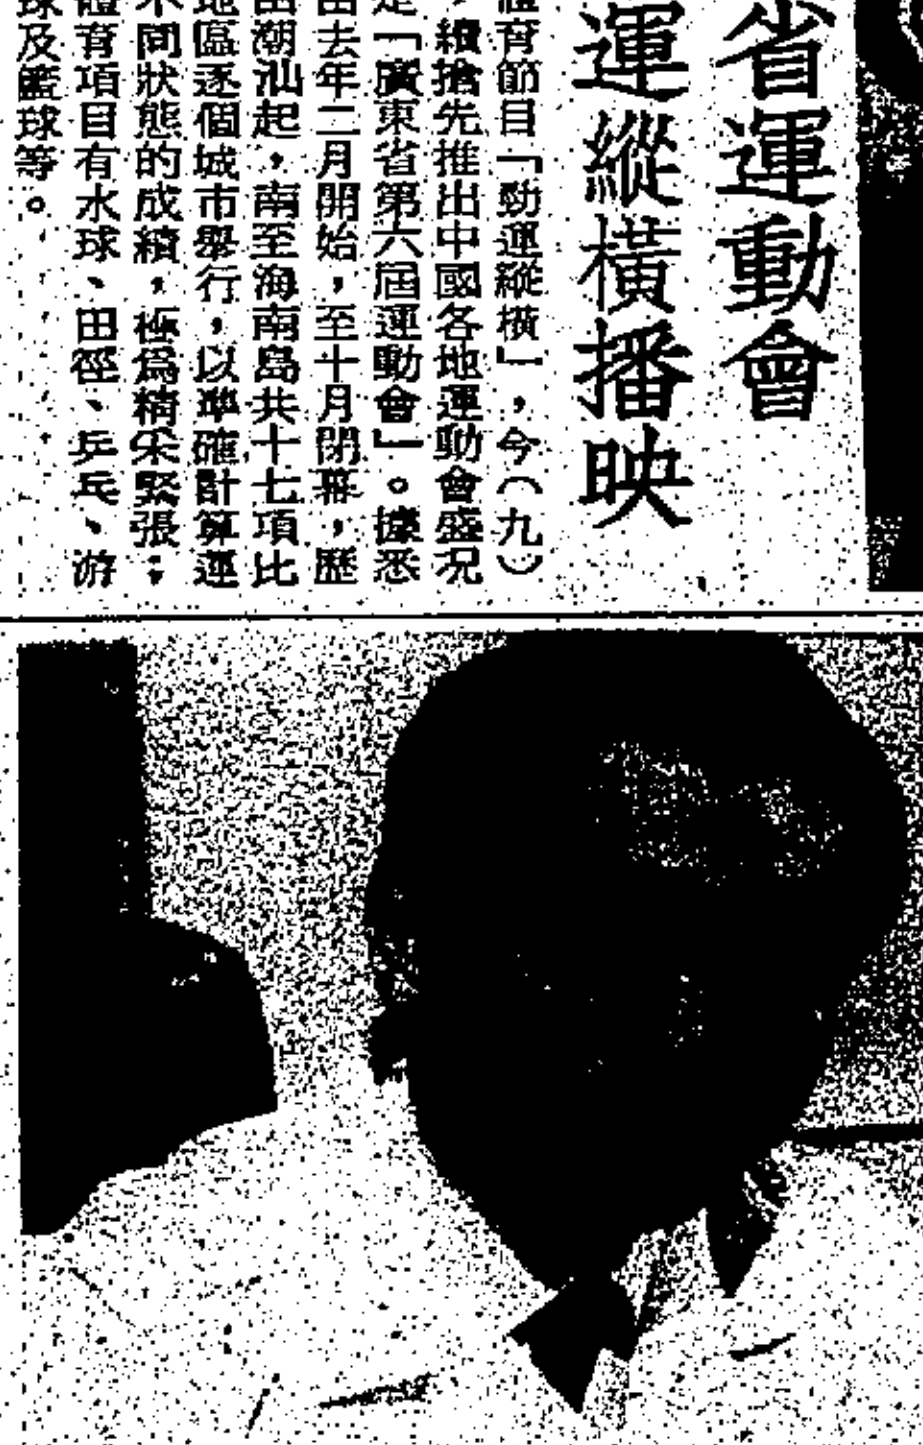 省運動會
運縱橫播映
體育節目「勁運縱橫」，今（九）
，續搶先推出中國各地運動會盛況
是「廣東省第六屆運動會」。據悉
由去年二月開始，至十月閉幕，歷
由潮汕起，南至海南島共十七項比
地區逐個城市舉行，以準確計算運
不同狀態的成績，極爲精采緊張；
體育項目有水球、田徑、乒乓、游
球及籃球等。